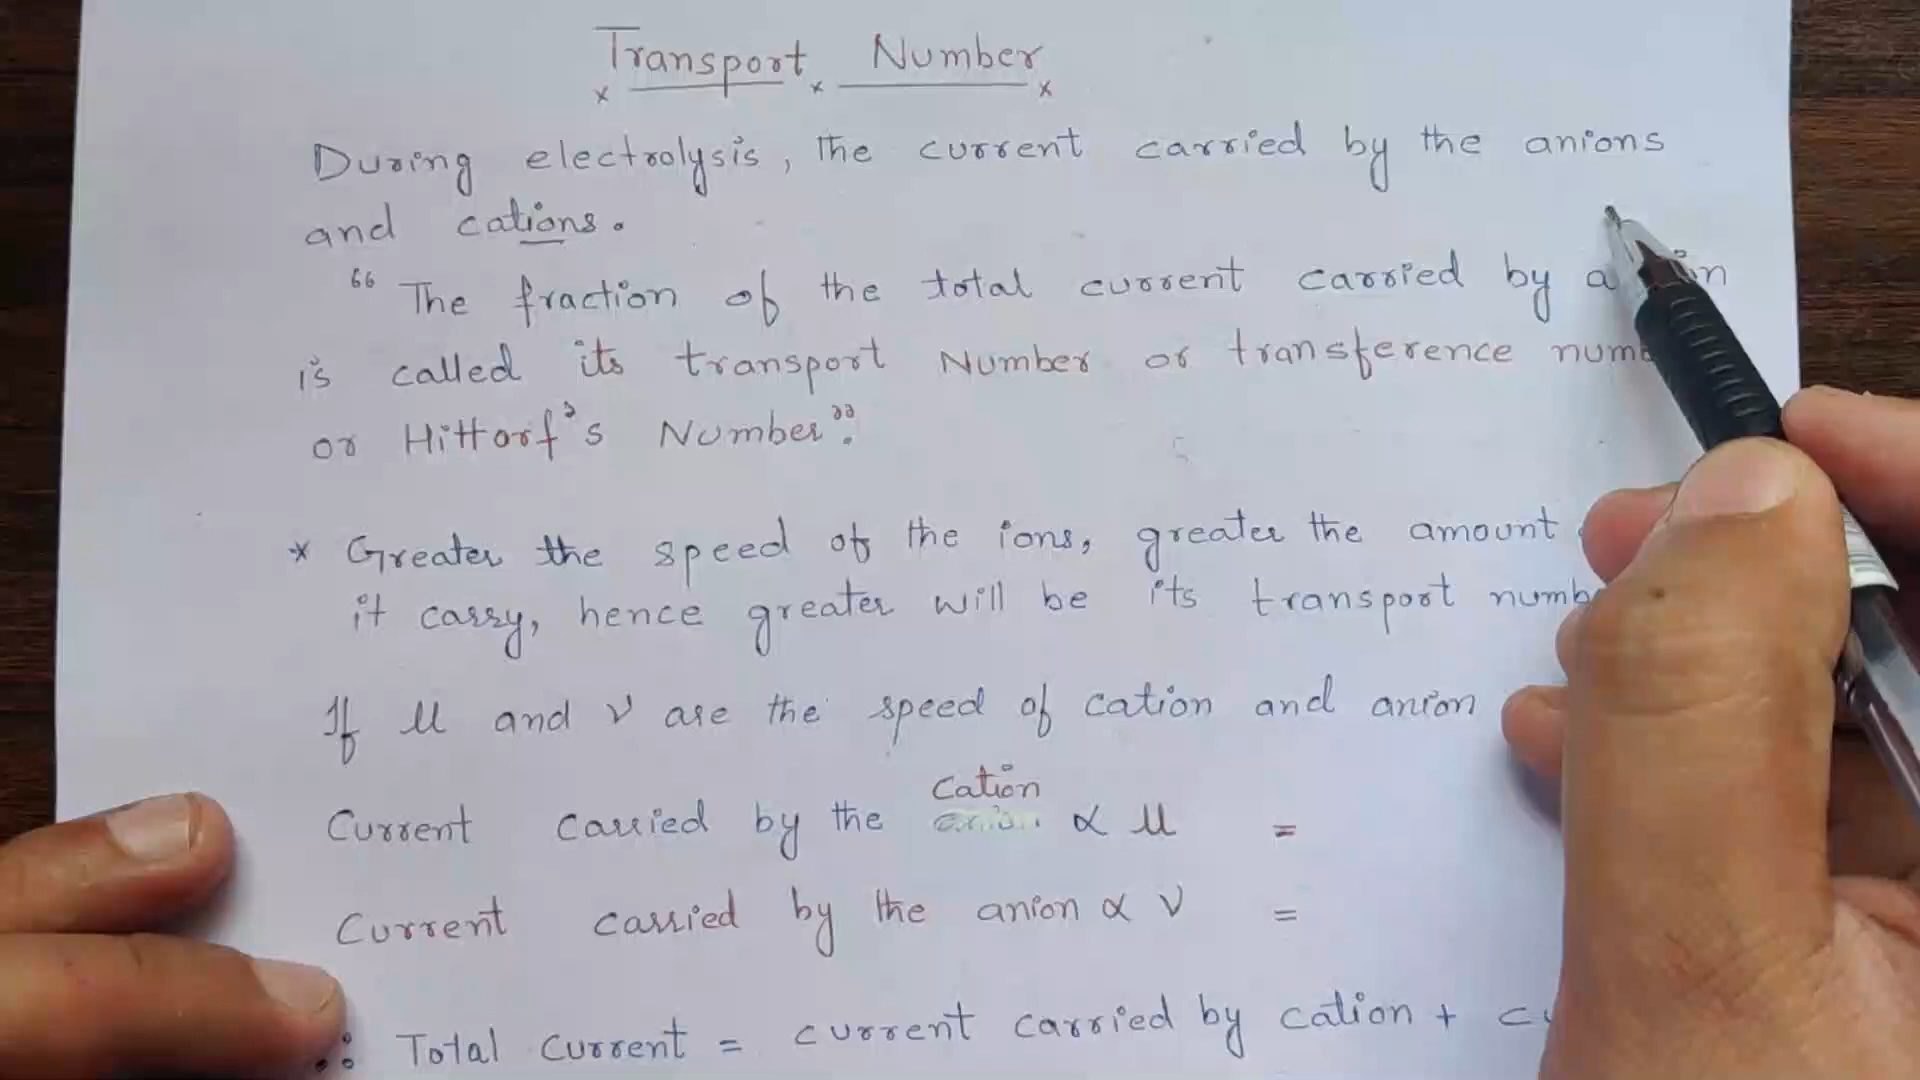 Transport Number
During electrolysis, the current carried by the anions
and cations.
"The fraction of the total current carried by
is called its transport Number or transference
or Hittorf's Number".
* Greater the speed of the ions, greater the amount
it carry, hence greater will be its transport
If u and v are the speed of cation and anion
Cation
Current carried by the anion ∝ u =
Current carried by the anion ∝ v =
∴ Total Current = current carried by cation +